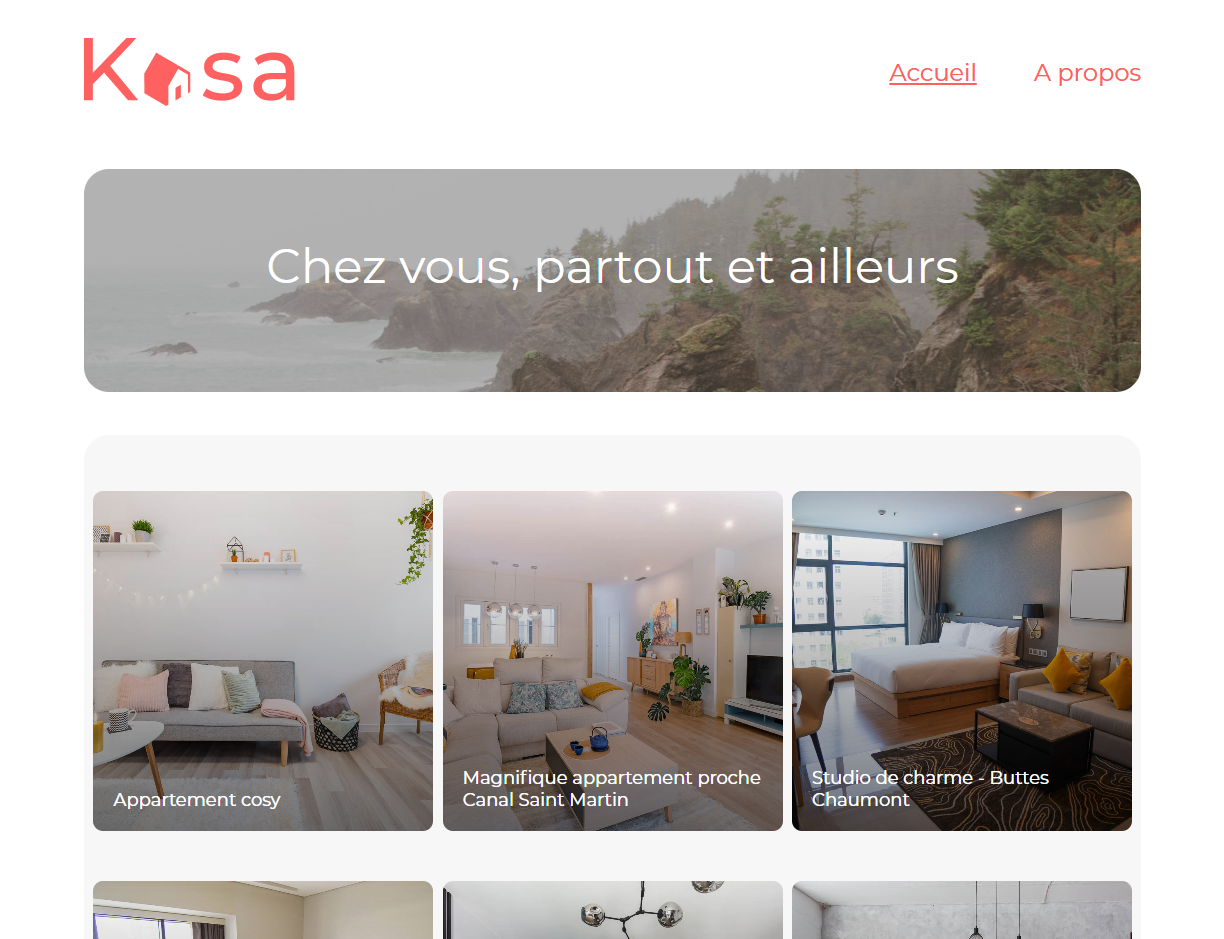 Kasa
Accueil
A propos
Chez vous, partout et ailleurs
Appartement cosy
Magnifique appartement proche
Canal Saint Martin
Studio de charme - Buttes
Chaumont